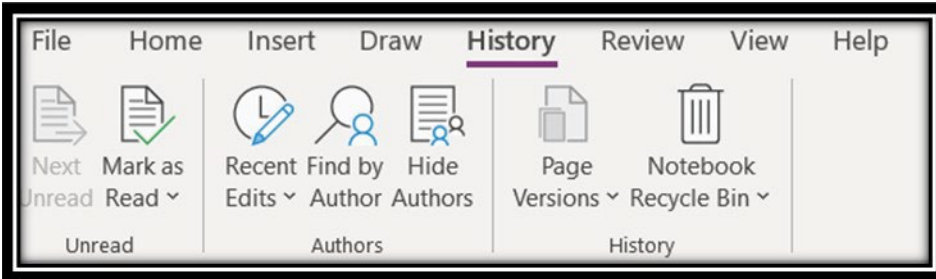 File Home Insert Draw History Review View Help
Next Mark as Recent Find by Hide Page Notebook
Unread Read Edits Author Authors Versions Recycle Bin
Unread Authors History